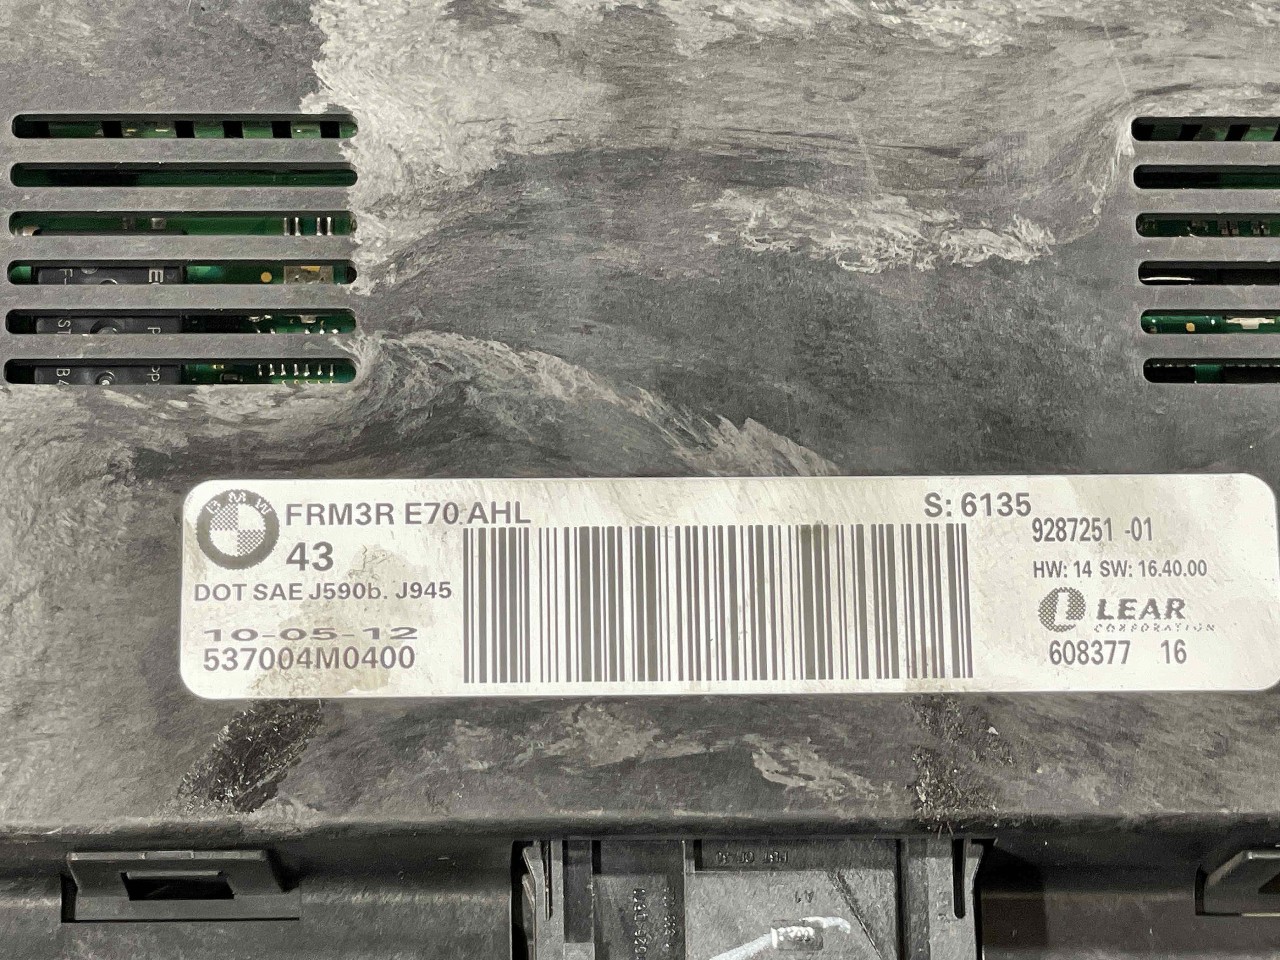 BMW
FRM3R E70.AHL
43
DOT SAE J590b. J945
10-05-12
537004M0400
S: 6135
9287251 -01
HW: 14 SW: 16.40.00
LEAR
CORPORATION
608377 16